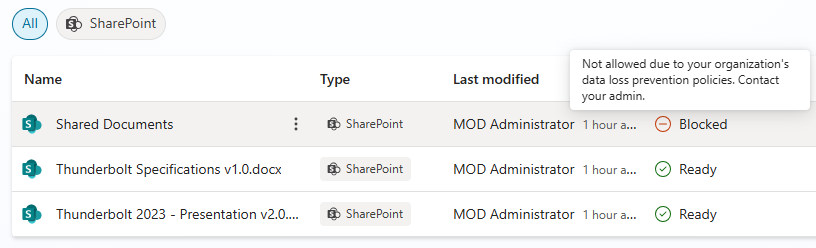 All SharePoint
Not allowed due to your organization's
data loss prevention policies. Contact
your admin.
Name Type Last modified
Shared Documents SharePoint MOD Administrator 1 hour a... Blocked
Thunderbolt Specifications v1.0.docx SharePoint MOD Administrator 1 hour a... Ready
Thunderbolt 2023 - Presentation v2.0.... SharePoint MOD Administrator 1 hour a... Ready